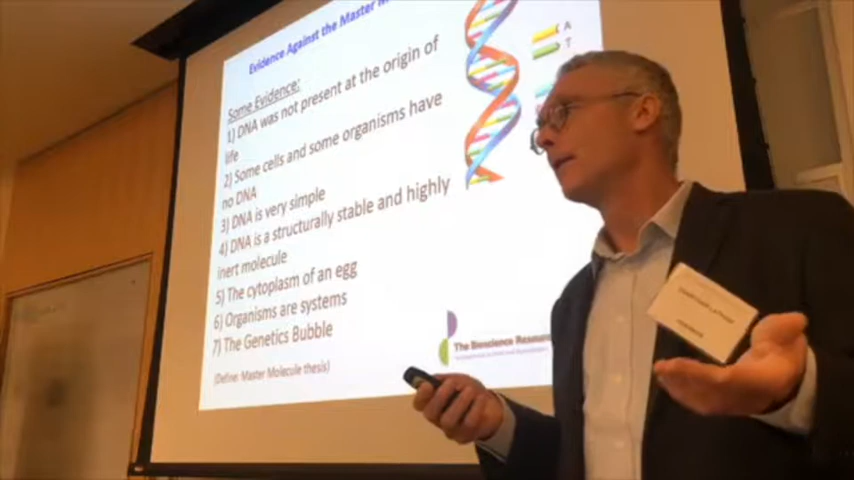 Evidence Against the Master
Some Evidence:
1) DNA was not present at the origin of
life
2) Some cells and some organisms have
no DNA
3) DNA is very simple
4) DNA is a structurally stable and highly
inert molecule
5) The cytoplasm of an egg
6) Organisms are systems
7) The Genetics Bubble
(Define: Master Molecule thesis)
A
T
The Bioscience